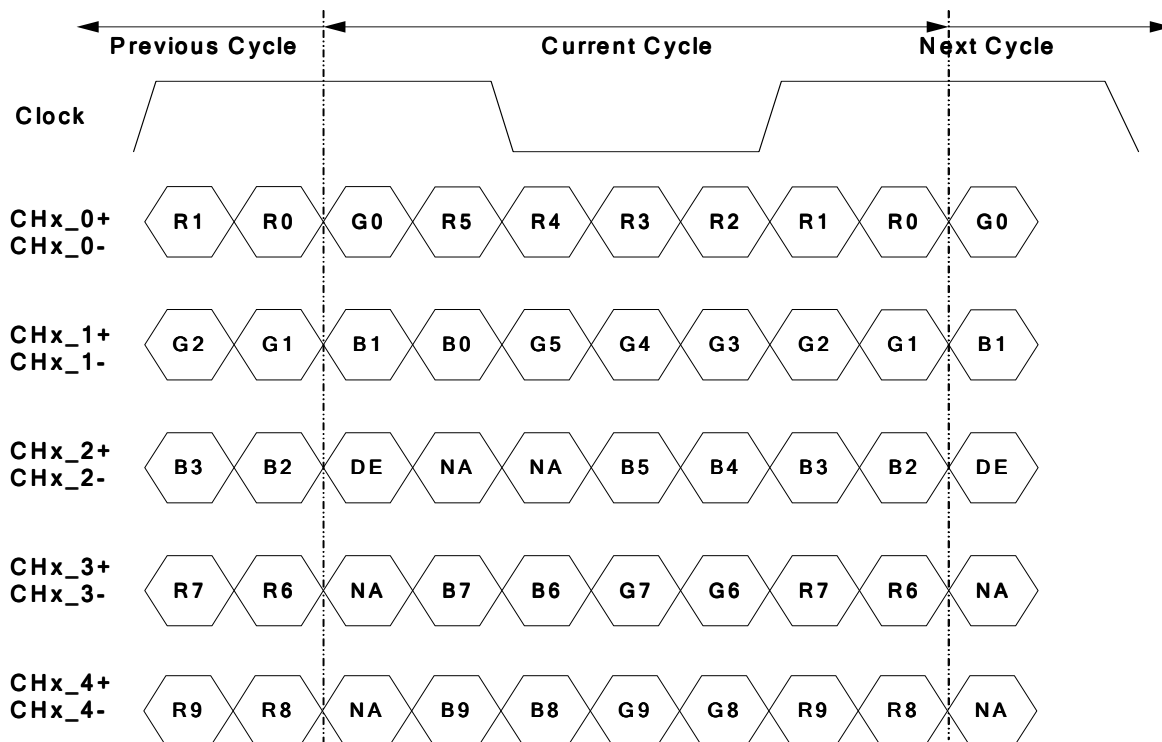 Previous Cycle Current Cycle Next Cycle
Clock
CHx_0+
CHx_0-
R1 R0 G0 R5 R4 R3 R2 R1 R0 G0
CHx_1+
CHx_1-
G2 G1 B1 B0 G5 G4 G3 G2 G1 B1
CHx_2+
CHx_2-
B3 B2 DE NA NA B5 B4 B3 B2 DE
CHx_3+
CHx_3-
R7 R6 NA B7 B6 G7 G6 R7 R6 NA
CHx_4+
CHx_4-
R9 R8 NA B9 B8 G9 G8 R9 R8 NA